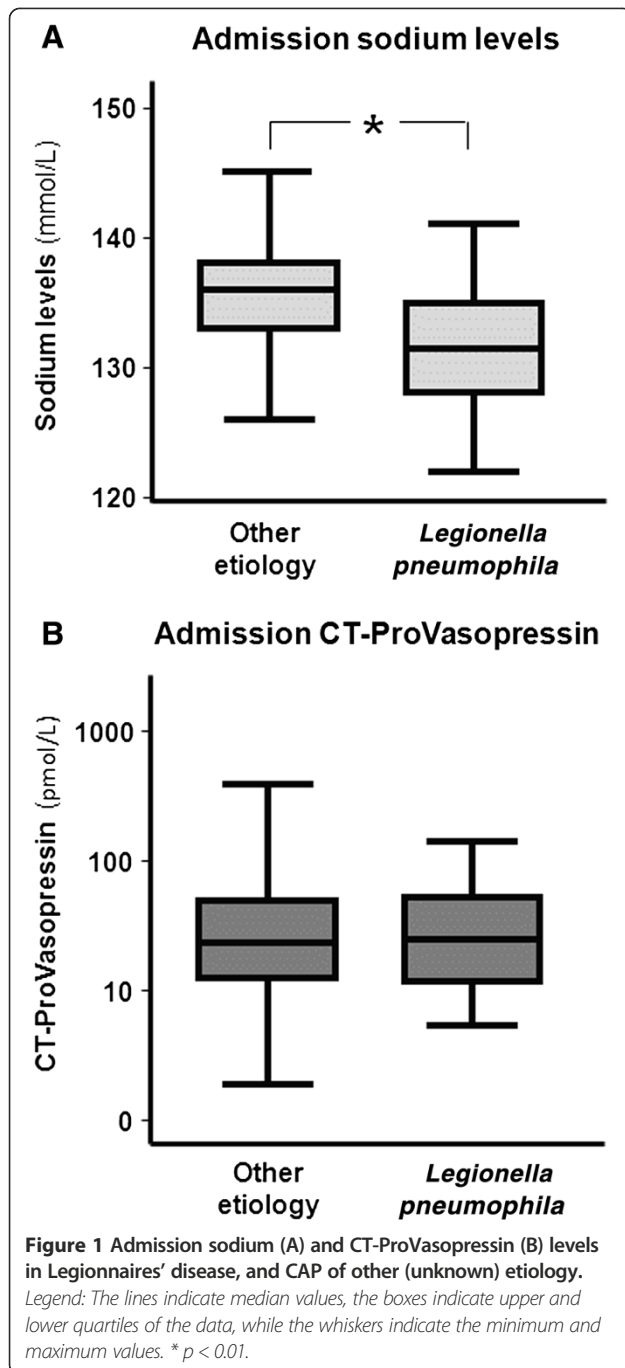 A Admission sodium levels
150
*
140
130
120
Sodium levels (mmol/L)
Other
etiology
Legionella
pneumophila
B Admission CT-ProVasopressin
1000
100
10
0
CT-ProVasopressin (pmol/L)
Other
etiology
Legionella
pneumophila
Figure 1 Admission sodium (A) and CT-ProVasopressin (B) levels
in Legionnaires’ disease, and CAP of other (unknown) etiology.
Legend: The lines indicate median values, the boxes indicate upper and
lower quartiles of the data, while the whiskers indicate the minimum and
maximum values. * p < 0.01.